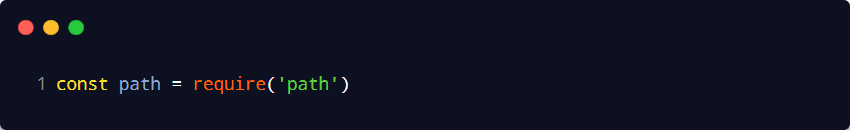 1 const path = require('path')